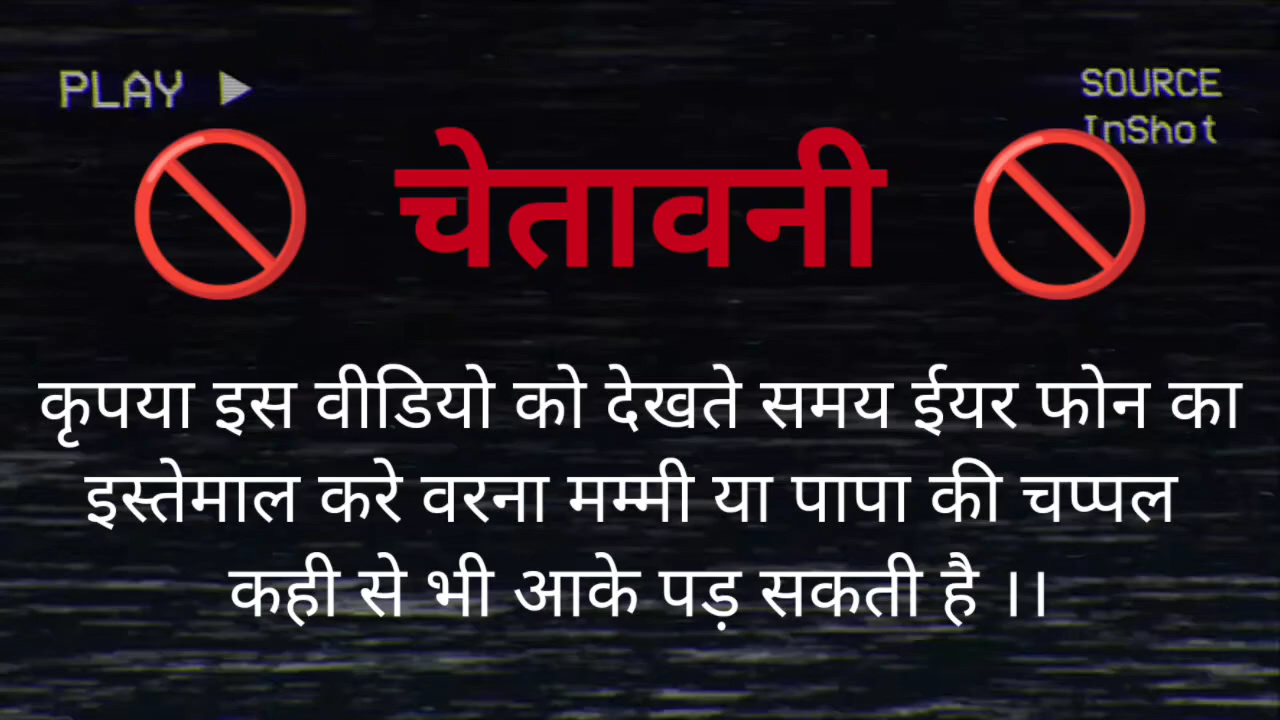 PLAY ▶
SOURCE
InShot
चेतावनी
कृपया इस वीडियो को देखते समय ईयर फोन का
इस्तेमाल करे वरना मम्मी या पापा की चप्पल
कही से भी आके पड़ सकती है ।।